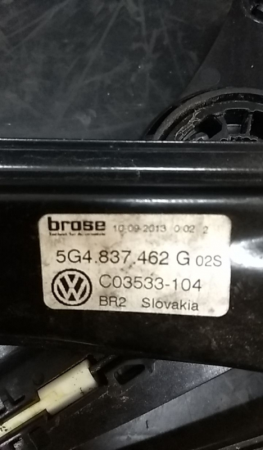 brose 10-09-2013 0:02 2
5G4.837.462 G 02S
C03533-104
BR2 Slovakia